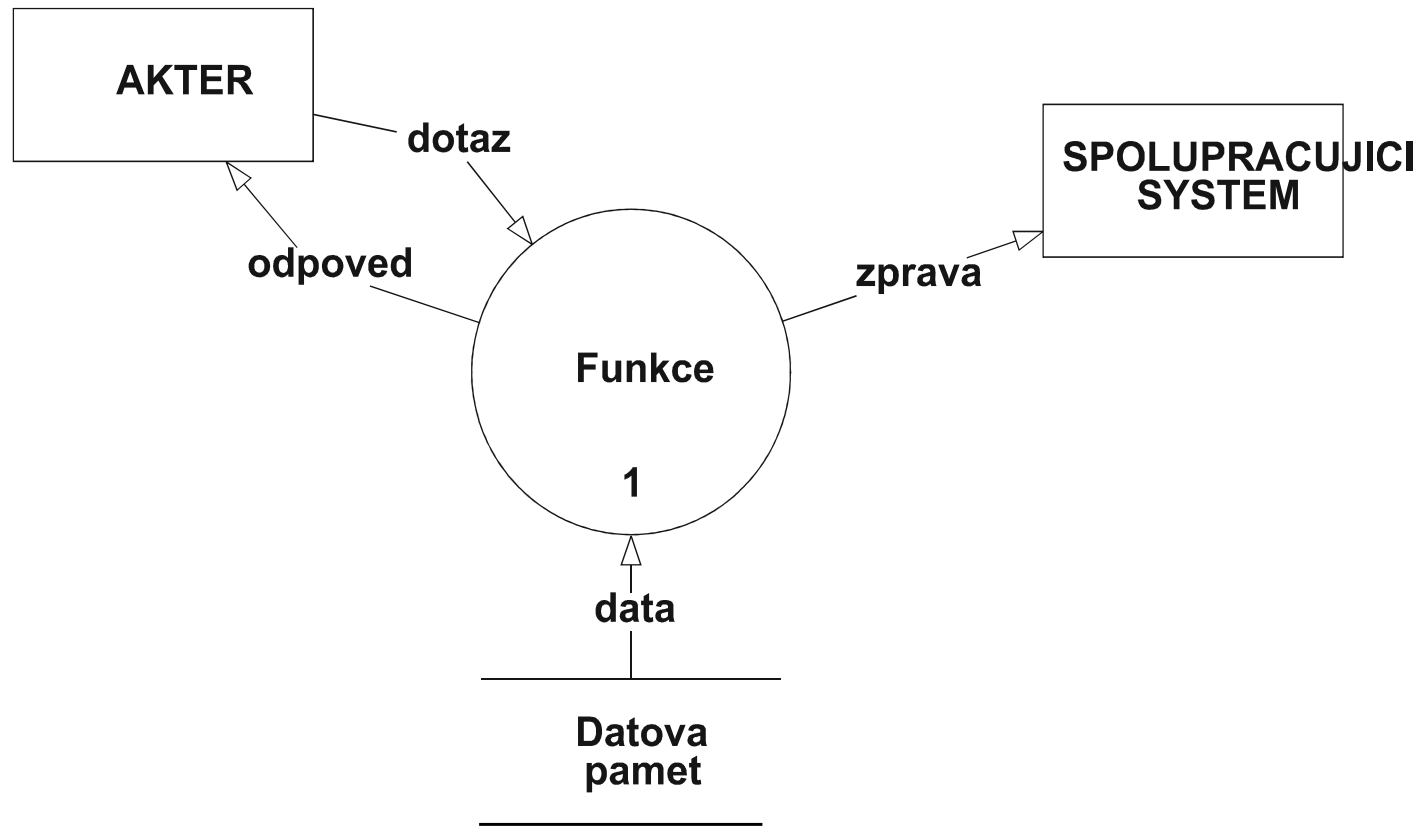 AKTER
dotaz
SPOLUPRACUJICI
SYSTEM
odpoved
zprava
Funkce
1
data
Datova
pamet